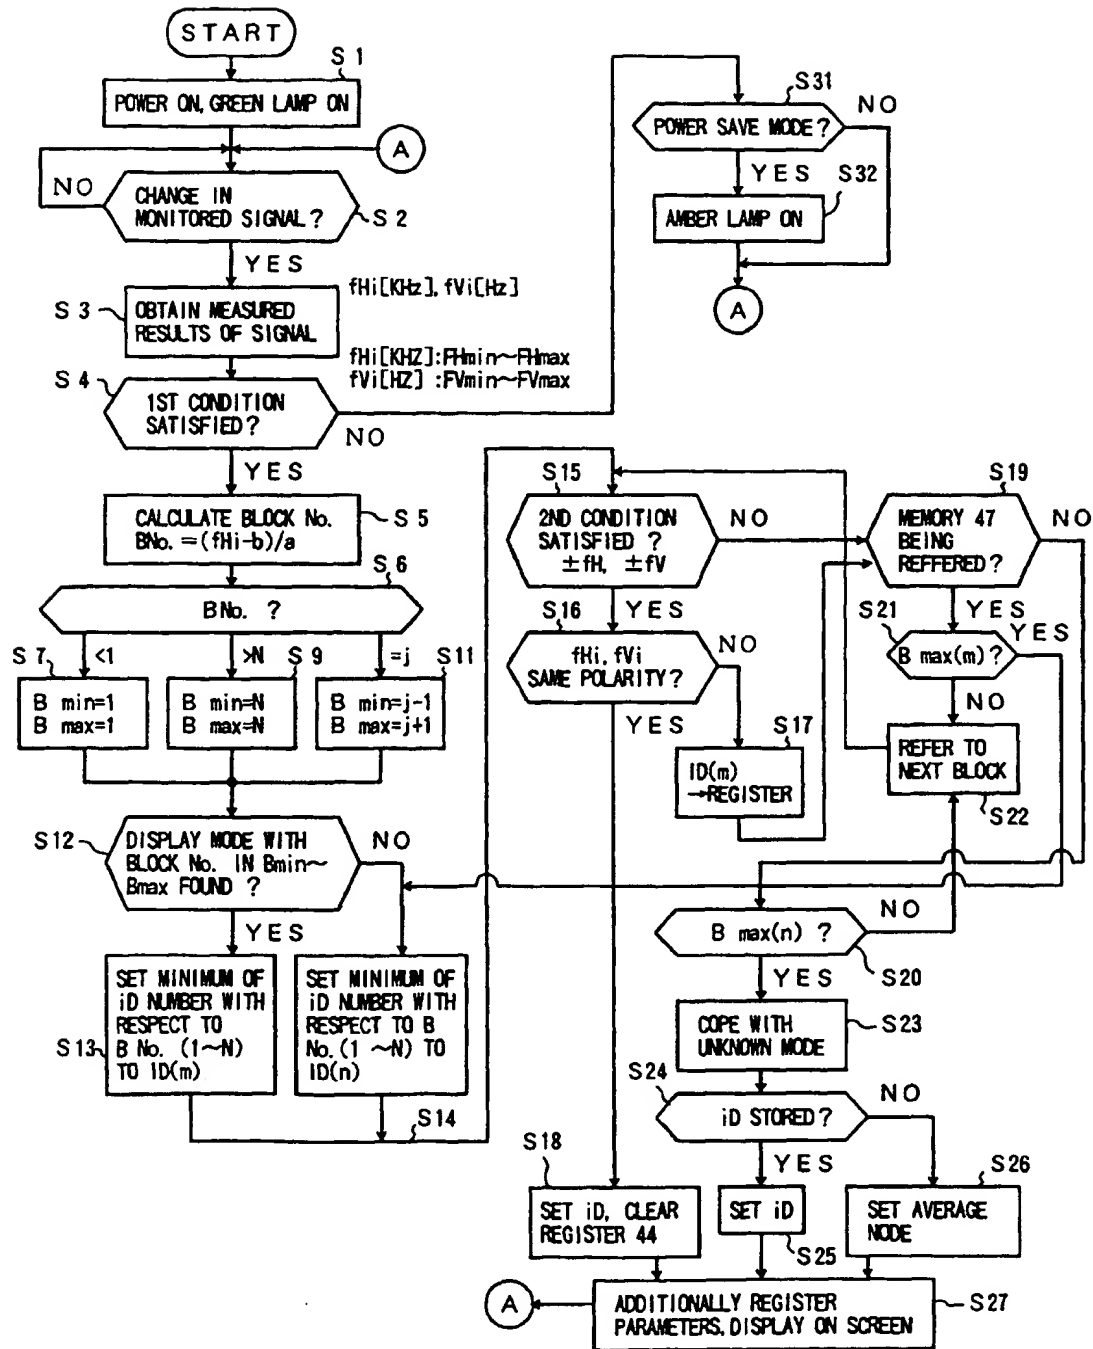 START
S 1
POWER ON, GREEN LAMP ON
A
NO
CHANGE IN
MONITORED SIGNAL ?
S 2
YES
fHi[KHz], fVi[Hz]
S 3
OBTAIN MEASURED
RESULTS OF SIGNAL
fHi[KHZ]:FHmin~FHmax
fVi[HZ] :FVmin~FVmax
S 4
1ST CONDITION
SATISFIED ?
NO
YES
CALCULATE BLOCK No.
BNo. =(fHi-b)/a
S 5
S 6
BNo. ?
S 7
<1
>N
S 9
=j
S11
B min=1
B max=1
B min=N
B max=N
B min=j-1
B max=j+1
S12
DISPLAY MODE WITH
BLOCK No. IN Bmin~
Bmax FOUND ?
NO
YES
SET MINIMUM OF
iD NUMBER WITH
RESPECT TO
B No. (1~N)
TO ID(m)
S13
SET MINIMUM OF
iD NUMBER WITH
RESPECT TO B
No. (1 ~N) TO
ID(n)
S14
S31
POWER SAVE MODE ?
NO
YES
S32
AMBER LAMP ON
A
S15
2ND CONDITION
SATISFIED ?
±fH, ±fV
NO
YES
S16
fHi, fVi
SAME POLARITY ?
NO
YES
S17
ID(m)
→REGISTER
S19
MEMORY 47
BEING
REFFERED ?
NO
YES
S21
B max(m) ?
YES
NO
REFER TO
NEXT BLOCK
S22
B max(n) ?
NO
S20
YES
COPE WITH
UNKNOWN MODE
S23
S24
iD STORED ?
NO
YES
S18
SET iD, CLEAR
REGISTER 44
SET iD
S25
S26
SET AVERAGE
NODE
A
ADDITIONALLY REGISTER
PARAMETERS. DISPLAY ON SCREEN
S27